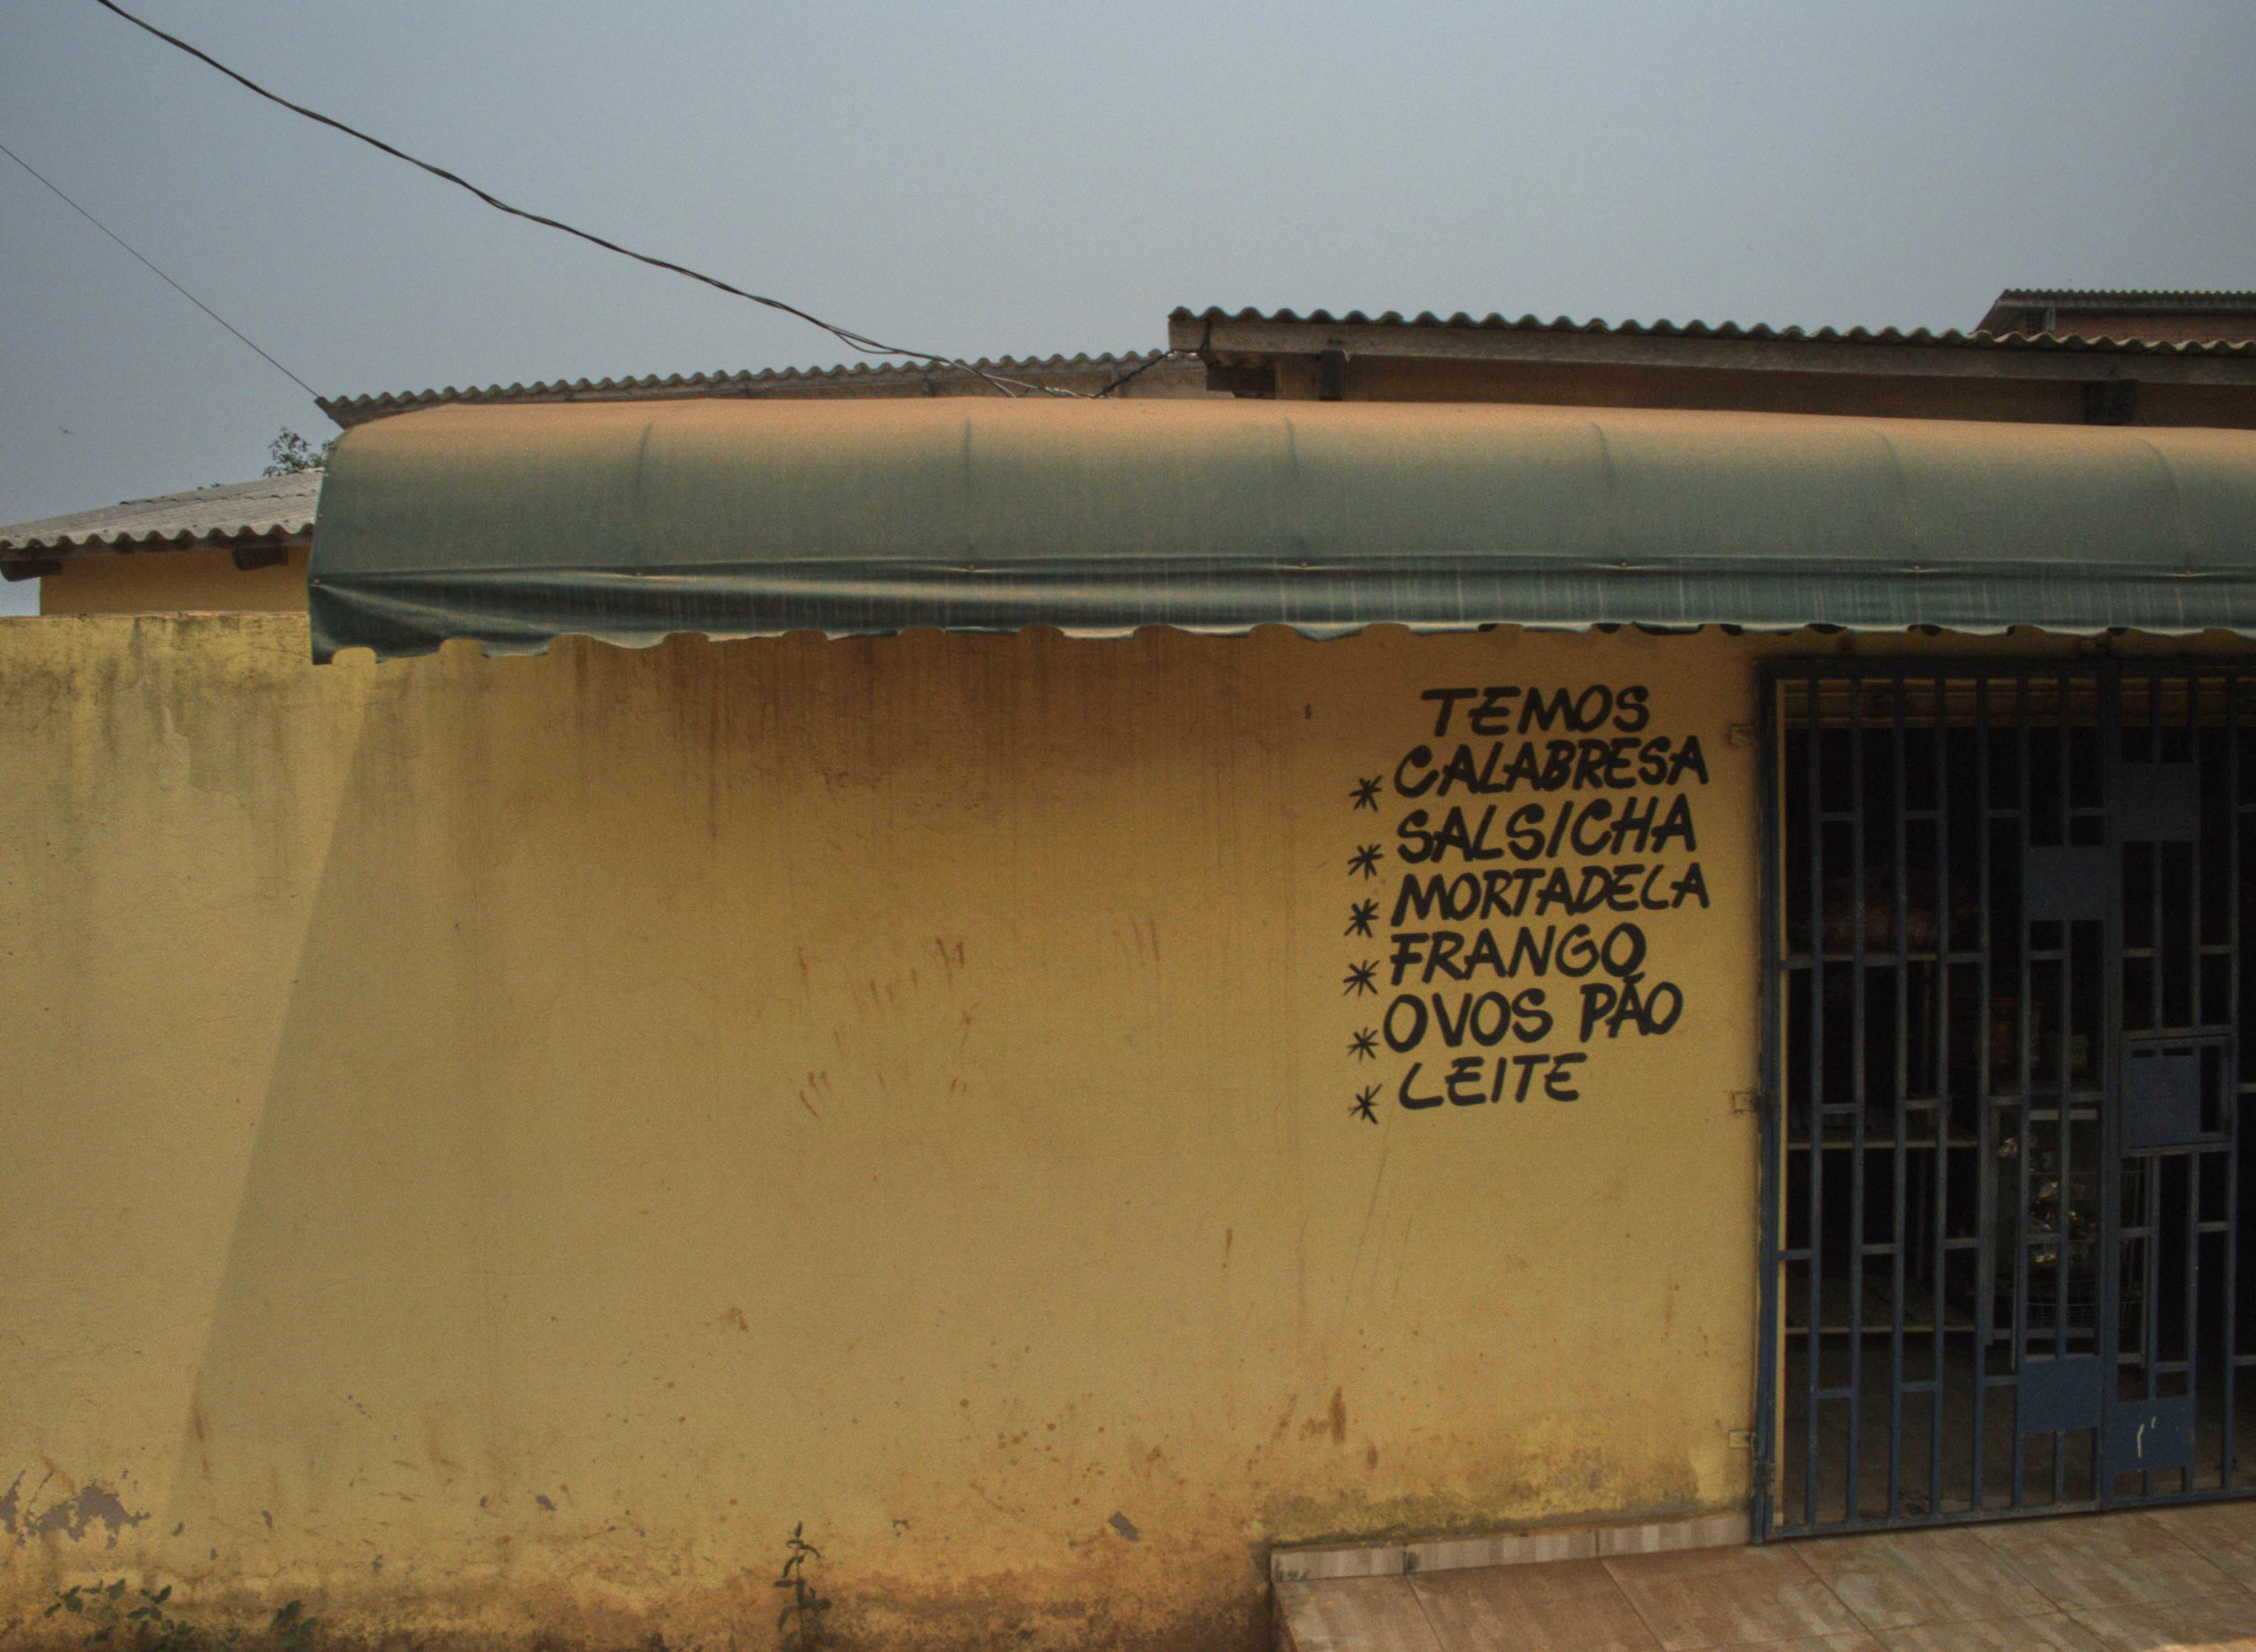 TEMOS
* CALABRESA
* SALSICHA
* MORTADELA
* FRANGO
* OVOS PÃO
* LEITE